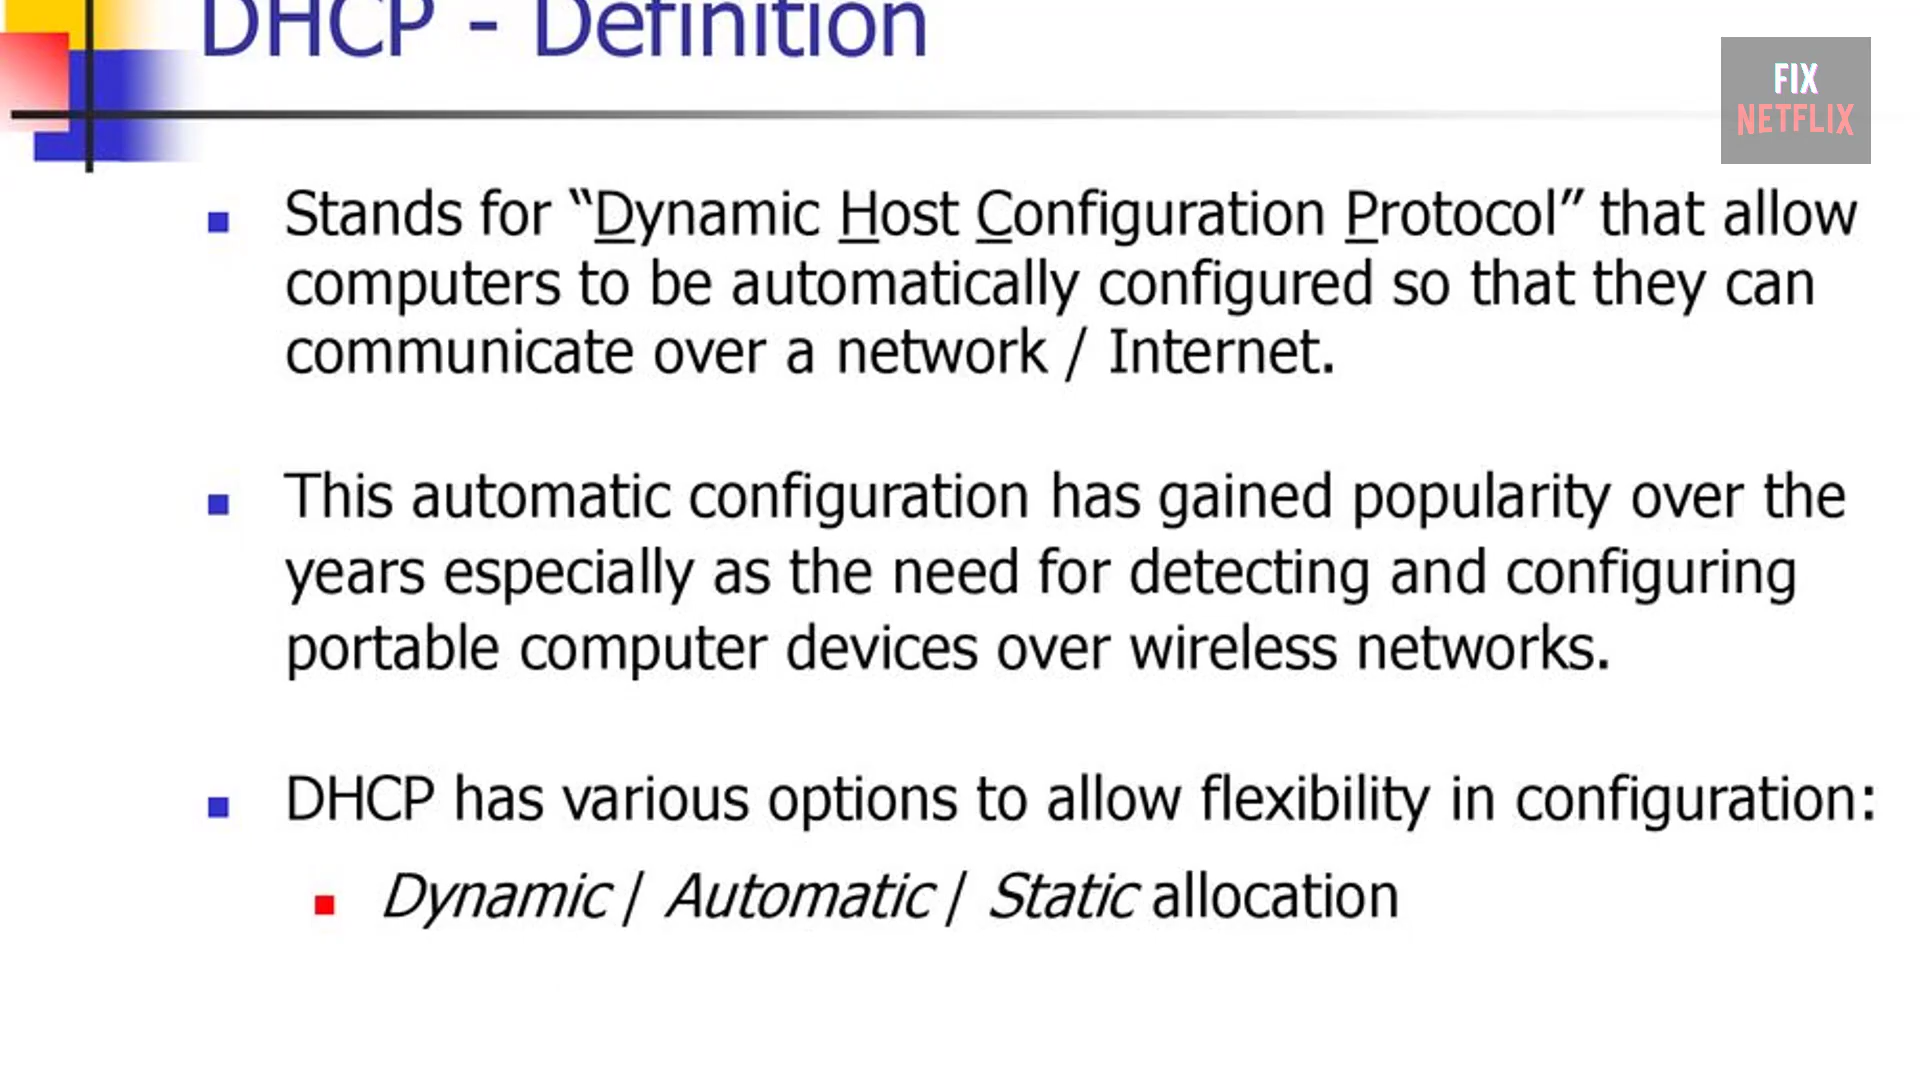 DHCP - Definition
FIX
NETFLIX
Stands for “Dynamic Host Configuration Protocol” that allow
computers to be automatically configured so that they can
communicate over a network / Internet.
This automatic configuration has gained popularity over the
years especially as the need for detecting and configuring
portable computer devices over wireless networks.
DHCP has various options to allow flexibility in configuration:
Dynamic / Automatic / Static allocation